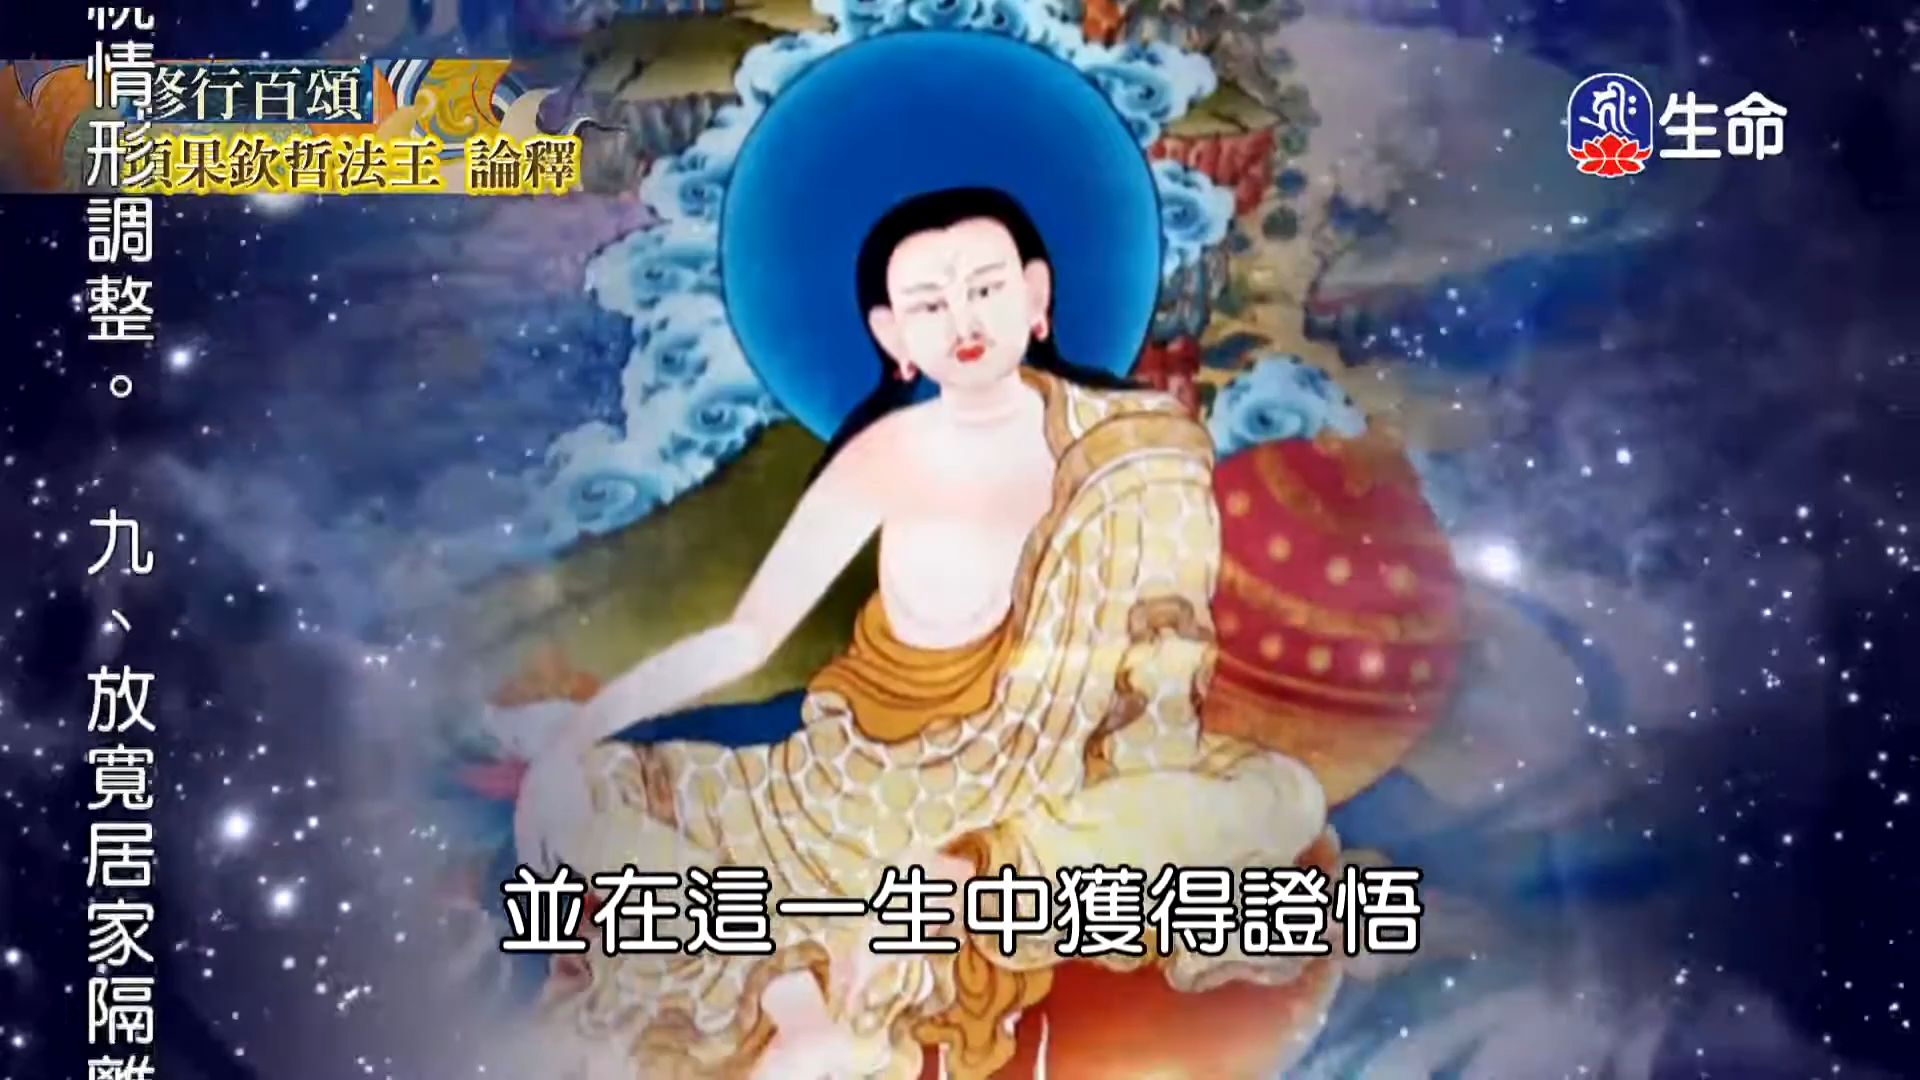 修行百頌
頂果欽哲法王 論釋
生命
情形調整。九、放寬居家隔離
並在這一生中獲得證悟